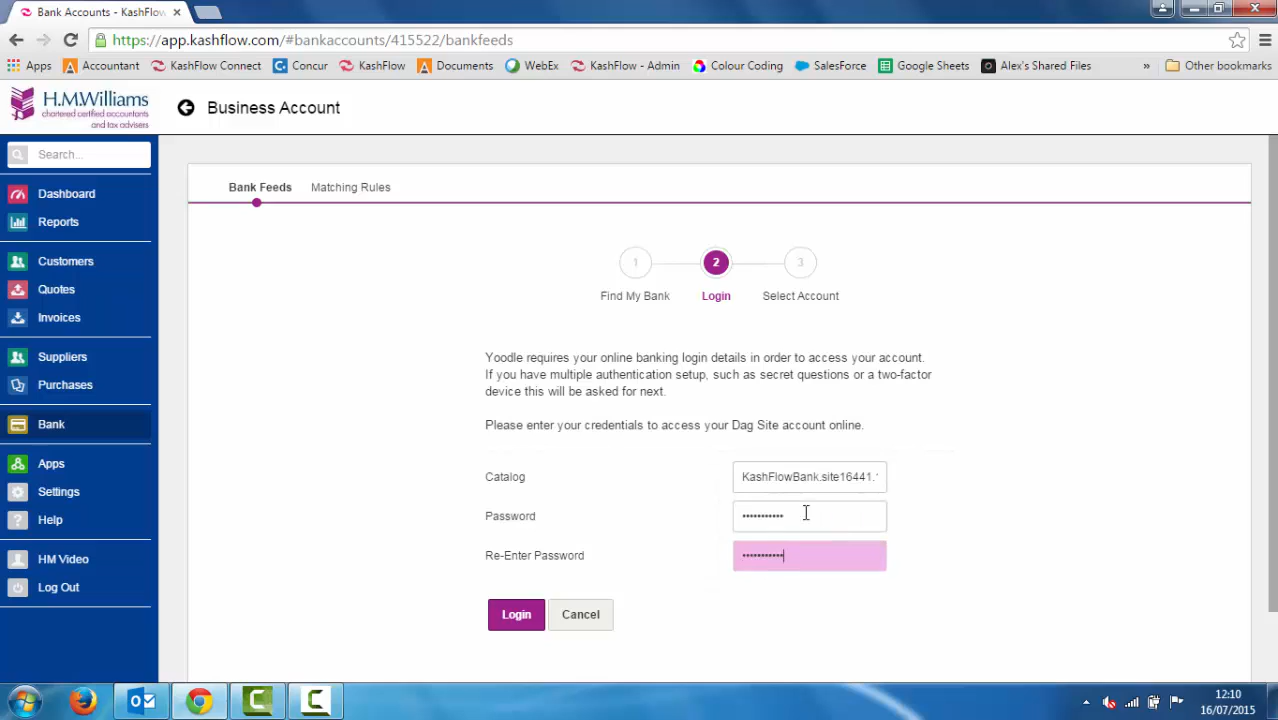 Bank Accounts - KashFlow
https://app.kashflow.com/#bankaccounts/415522/bankfeeds
Apps Accountant KashFlow Connect Concur KashFlow Documents WebEx KashFlow - Admin Colour Coding SalesForce Google Sheets Alex's Shared Files » Other bookmarks
H.M.Williams
chartered certified accountants
and tax advisers
Business Account
Search...
Dashboard
Reports
Customers
Quotes
Invoices
Suppliers
Purchases
Bank
Apps
Settings
Help
HM Video
Log Out
Bank Feeds Matching Rules
1 2 3
Find My Bank Login Select Account
Yoodle requires your online banking login details in order to access your account.
If you have multiple authentication setup, such as secret questions or a two-factor
device this will be asked for next.
Please enter your credentials to access your Dag Site account online.
Catalog KashFlowBank.site16441.
Password •••••••••••
Re-Enter Password •••••••••••
Login Cancel
12:10
16/07/2015